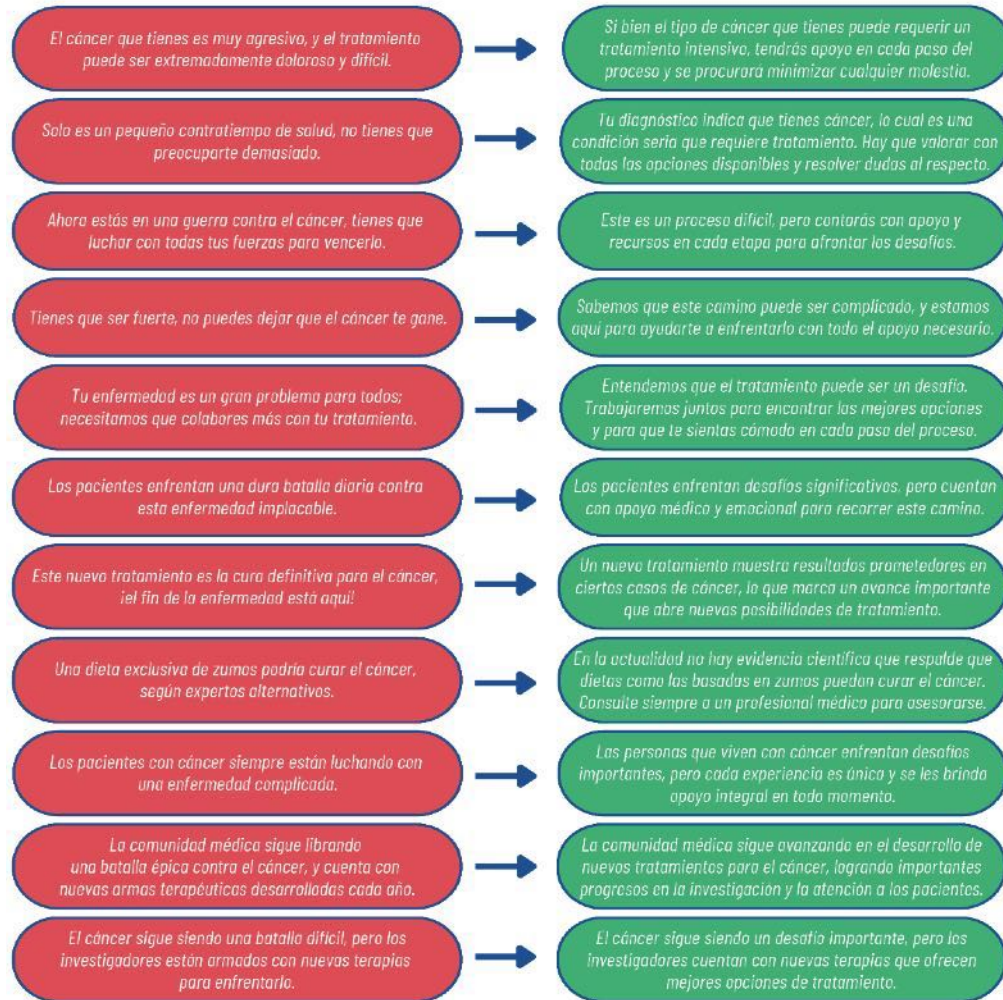 El cáncer que tienes es muy agresivo, y el tratamiento
puede ser extremadamente doloroso y difícil.
Si bien el tipo de cáncer que tienes puede requerir un
tratamiento intensivo, tendrás apoyo en cada paso del
proceso y se procurará minimizar cualquier molestia.
Solo es un pequeño contratiempo de salud, no tienes que
preocuparte demasiado.
Tu diagnóstico indica que tienes cáncer, lo cual es una
condición seria que requiere tratamiento. Hay que valorar con
todas las opciones disponibles y resolver dudas al respecto.
Ahora estás en una guerra contra el cáncer, tienes que
luchar con todas tus fuerzas para vencerlo.
Este es un proceso difícil, pero contarás con apoyo y
recursos en cada etapa para afrontar los desafíos.
Tienes que ser fuerte, no puedes dejar que el cáncer te gane.
Sabemos que este camino puede ser complicado, y estamos
aquí para ayudarte a enfrentarlo con todo el apoyo necesario.
Tu enfermedad es un gran problema para todos;
necesitamos que colabores más con tu tratamiento.
Entendemos que el tratamiento puede ser un desafío.
Trabajaremos juntos para encontrar las mejores opciones
y para que te sientas cómodo en cada paso del proceso.
Los pacientes enfrentan una dura batalla diaria contra
esta enfermedad implacable.
Los pacientes enfrentan desafíos significativos, pero cuentan
con apoyo médico y emocional para recorrer este camino.
Este nuevo tratamiento es la cura definitiva para el cáncer,
¡el fin de la enfermedad está aquí!
Un nuevo tratamiento muestra resultados prometedores en
ciertos casos de cáncer, lo que marca un avance importante
que abre nuevas posibilidades de tratamiento.
Una dieta exclusiva de zumos podría curar el cáncer,
según expertos alternativos.
En la actualidad no hay evidencia científica que respalde que
dietas como las basadas en zumos puedan curar el cáncer.
Consulte siempre a un profesional médico para asesorarse.
Los pacientes con cáncer siempre están luchando con
una enfermedad complicada.
Las personas que viven con cáncer enfrentan desafíos
importantes, pero cada experiencia es única y se les brinda
apoyo integral en todo momento.
La comunidad médica sigue librando
una batalla épica contra el cáncer, y cuenta con
nuevas armas terapéuticas desarrolladas cada año.
La comunidad médica sigue avanzando en el desarrollo de
nuevos tratamientos para el cáncer, logrando importantes
progresos en la investigación y la atención a los pacientes.
El cáncer sigue siendo una batalla difícil, pero los
investigadores están armados con nuevas terapias
para enfrentarlo.
El cáncer sigue siendo un desafío importante, pero los
investigadores cuentan con nuevas terapias que ofrecen
mejores opciones de tratamiento.